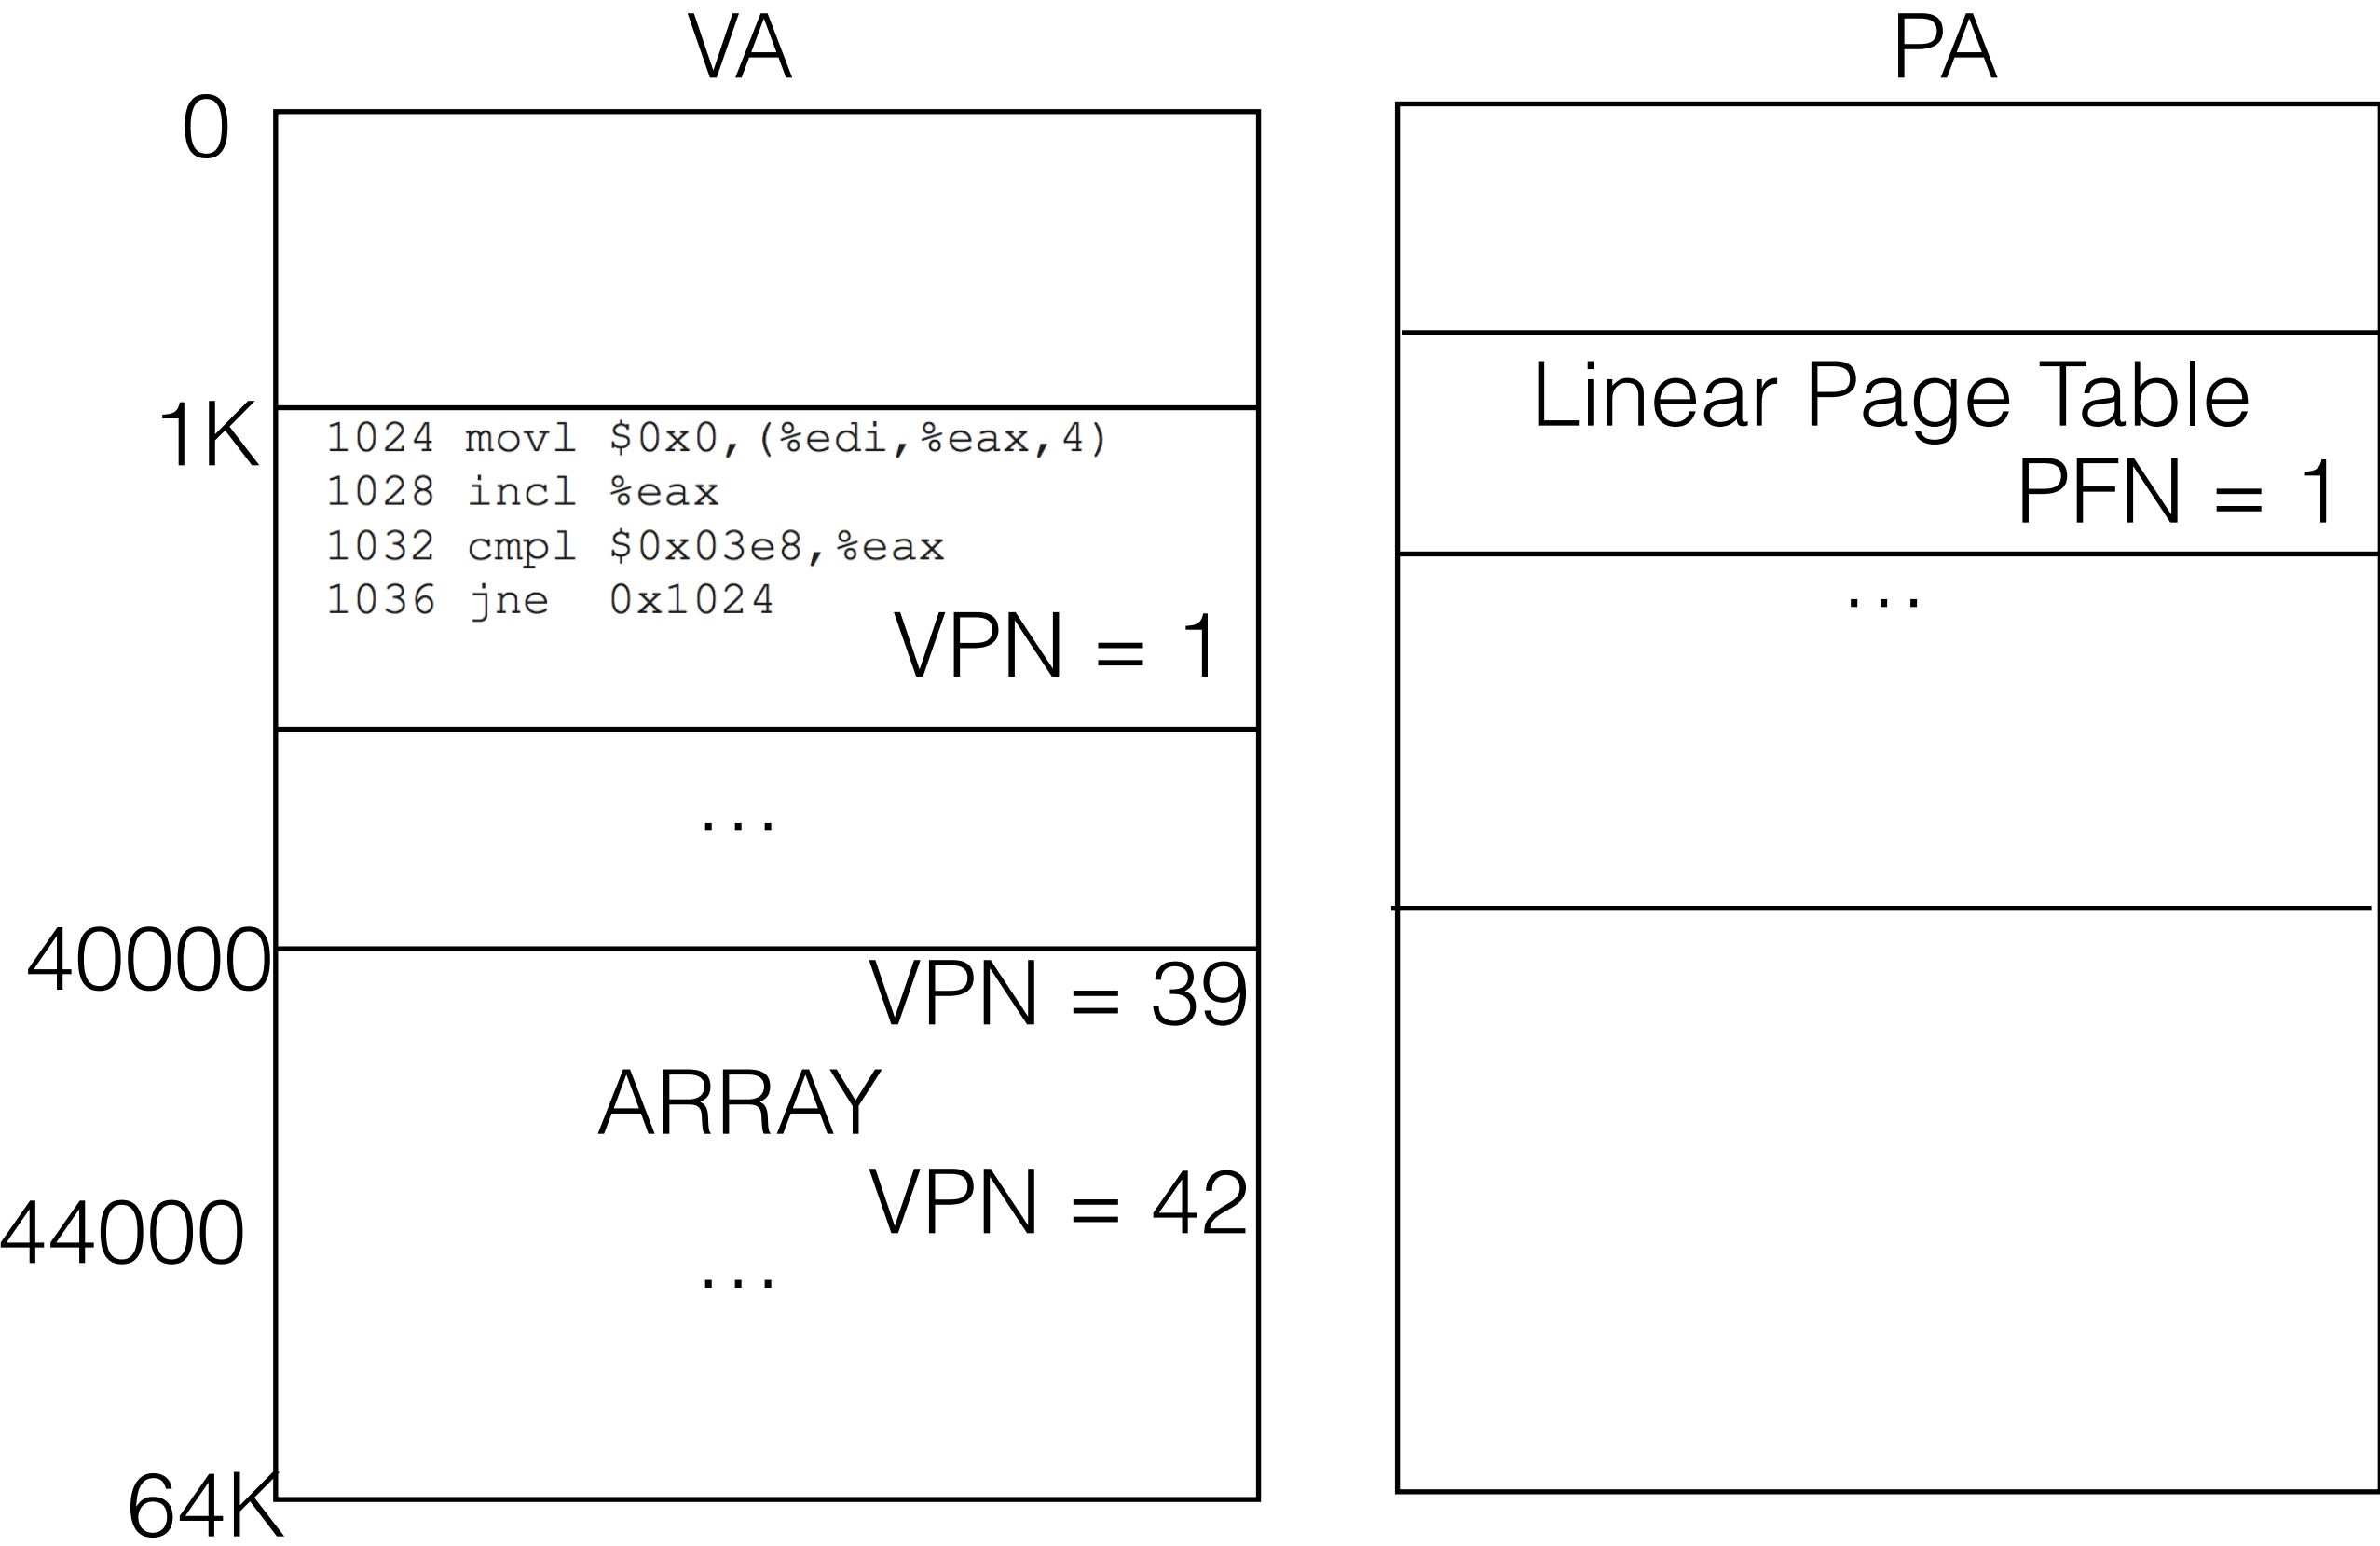 VA
PA
0
1K
1024 movl $0x0,(%edi,%eax,4)
1028 incl %eax
1032 cmpl $0x03e8,%eax
1036 jne 0x1024
VPN = 1
...
40000
VPN = 39
ARRAY
VPN = 42
44000
...
64K
Linear Page Table
PFN = 1
...